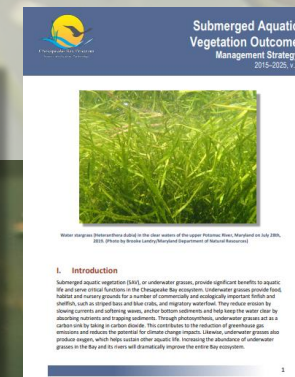 Submerged Aquatic
Vegetation Outcome
Management Strategy
2015–2025, v.
Chesapeake Bay Program
Water stargrass (Heteranthera dubia) in the clear waters of the upper Potomac River, Maryland on July 29th,
2019. (Photo by Brooke Landry/Maryland Department of Natural Resources)
I. Introduction
Submerged aquatic vegetation (SAV), or underwater grasses, provide significant benefits to aquatic
life and serve critical functions in the Chesapeake Bay ecosystem. Underwater grasses provide food,
habitat and nursery grounds for a number of commercially and ecologically important finfish and
shellfish, such as striped bass and blue crabs, and migratory waterfowl. They reduce erosion by
slowing currents and softening waves, anchor bottom sediments and help keep the water clear by
absorbing nutrients and trapping sediments. Through photosynthesis, underwater grasses act as a
carbon sink by taking in carbon dioxide. This contributes to the reduction of greenhouse gas
emissions and reduces the potential for climate change impacts. Likewise, underwater grasses also
produce oxygen, which helps sustain other aquatic life. Increasing the abundance of underwater
grasses in the Bay and its rivers will dramatically improve the entire Bay ecosystem.
1